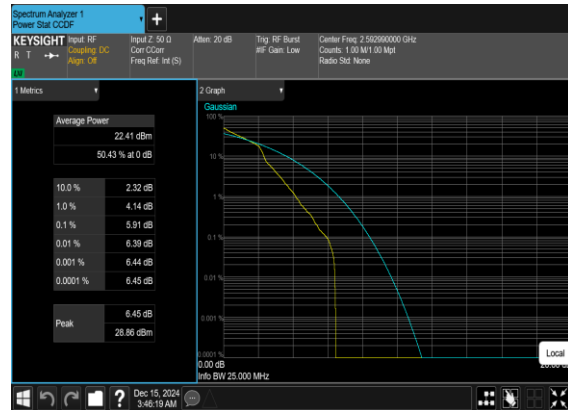 Spectrum Analyzer 1
Power Stat CCDF
KEYSIGHT
R T
Input: RF
Coupling: DC
Align: Off
Input Z: 50 Ω
Corr CCorr
Freq Ref: Int (S)
Atten: 20 dB
Trig: RF Burst
#IF Gain: Low
Center Freq: 2.592990000 GHz
Counts: 1.00 M/1.00 Mpt
Radio Std: None
1 Metrics
Average Power
22.41 dBm
50.43 % at 0 dB
10.0 % 2.32 dB
1.0 % 4.14 dB
0.1 % 5.91 dB
0.01 % 6.39 dB
0.001 % 6.44 dB
0.0001 % 6.45 dB
Peak 6.45 dB
28.86 dBm
2 Graph
Gaussian
100 %
10 %
1 %
0.1 %
0.01 %
0.001 %
0.0001 %
0.00 dB
Info BW 25.000 MHz
Local
?
Dec 15, 2024
3:46:19 AM